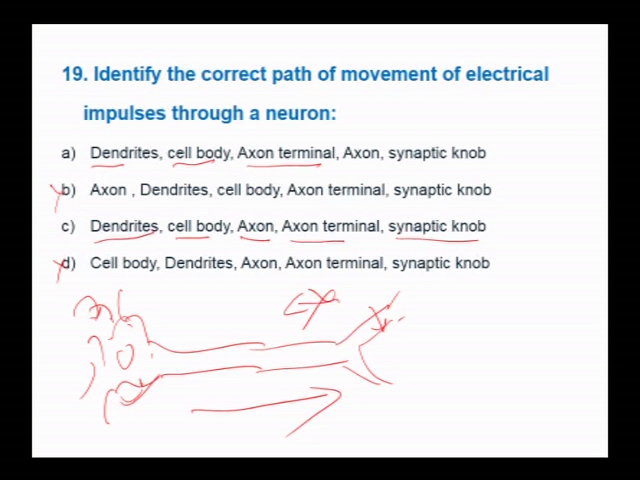 19. Identify the correct path of movement of electrical
impulses through a neuron:
a) Dendrites, cell body, Axon terminal, Axon, synaptic knob
b) Axon , Dendrites, cell body, Axon terminal, synaptic knob
c) Dendrites, cell body, Axon, Axon terminal, synaptic knob
d) Cell body, Dendrites, Axon, Axon terminal, synaptic knob